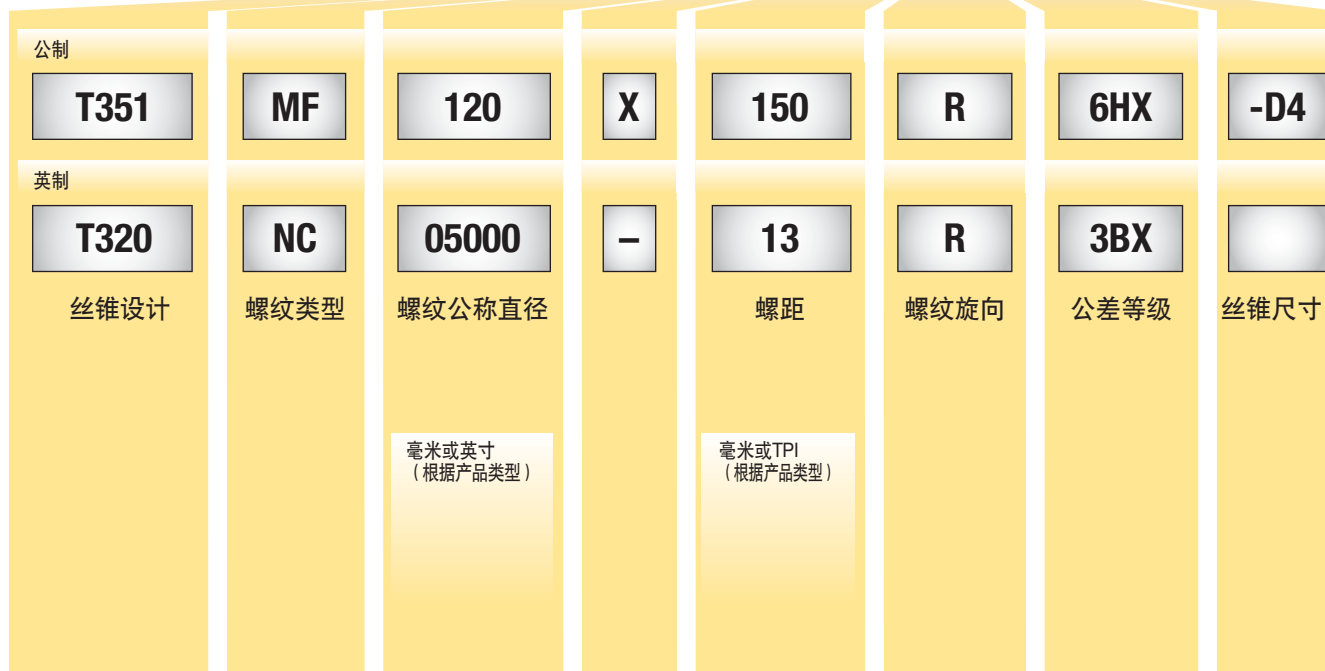 公制
T351 MF 120 X 150 R 6HX -D4
英制
T320 NC 05000 – 13 R 3BX
丝锥设计 螺纹类型 螺纹公称直径 螺距 螺纹旋向 公差等级 丝锥尺寸
毫米或英寸
（根据产品类型）
毫米或TPI
（根据产品类型）